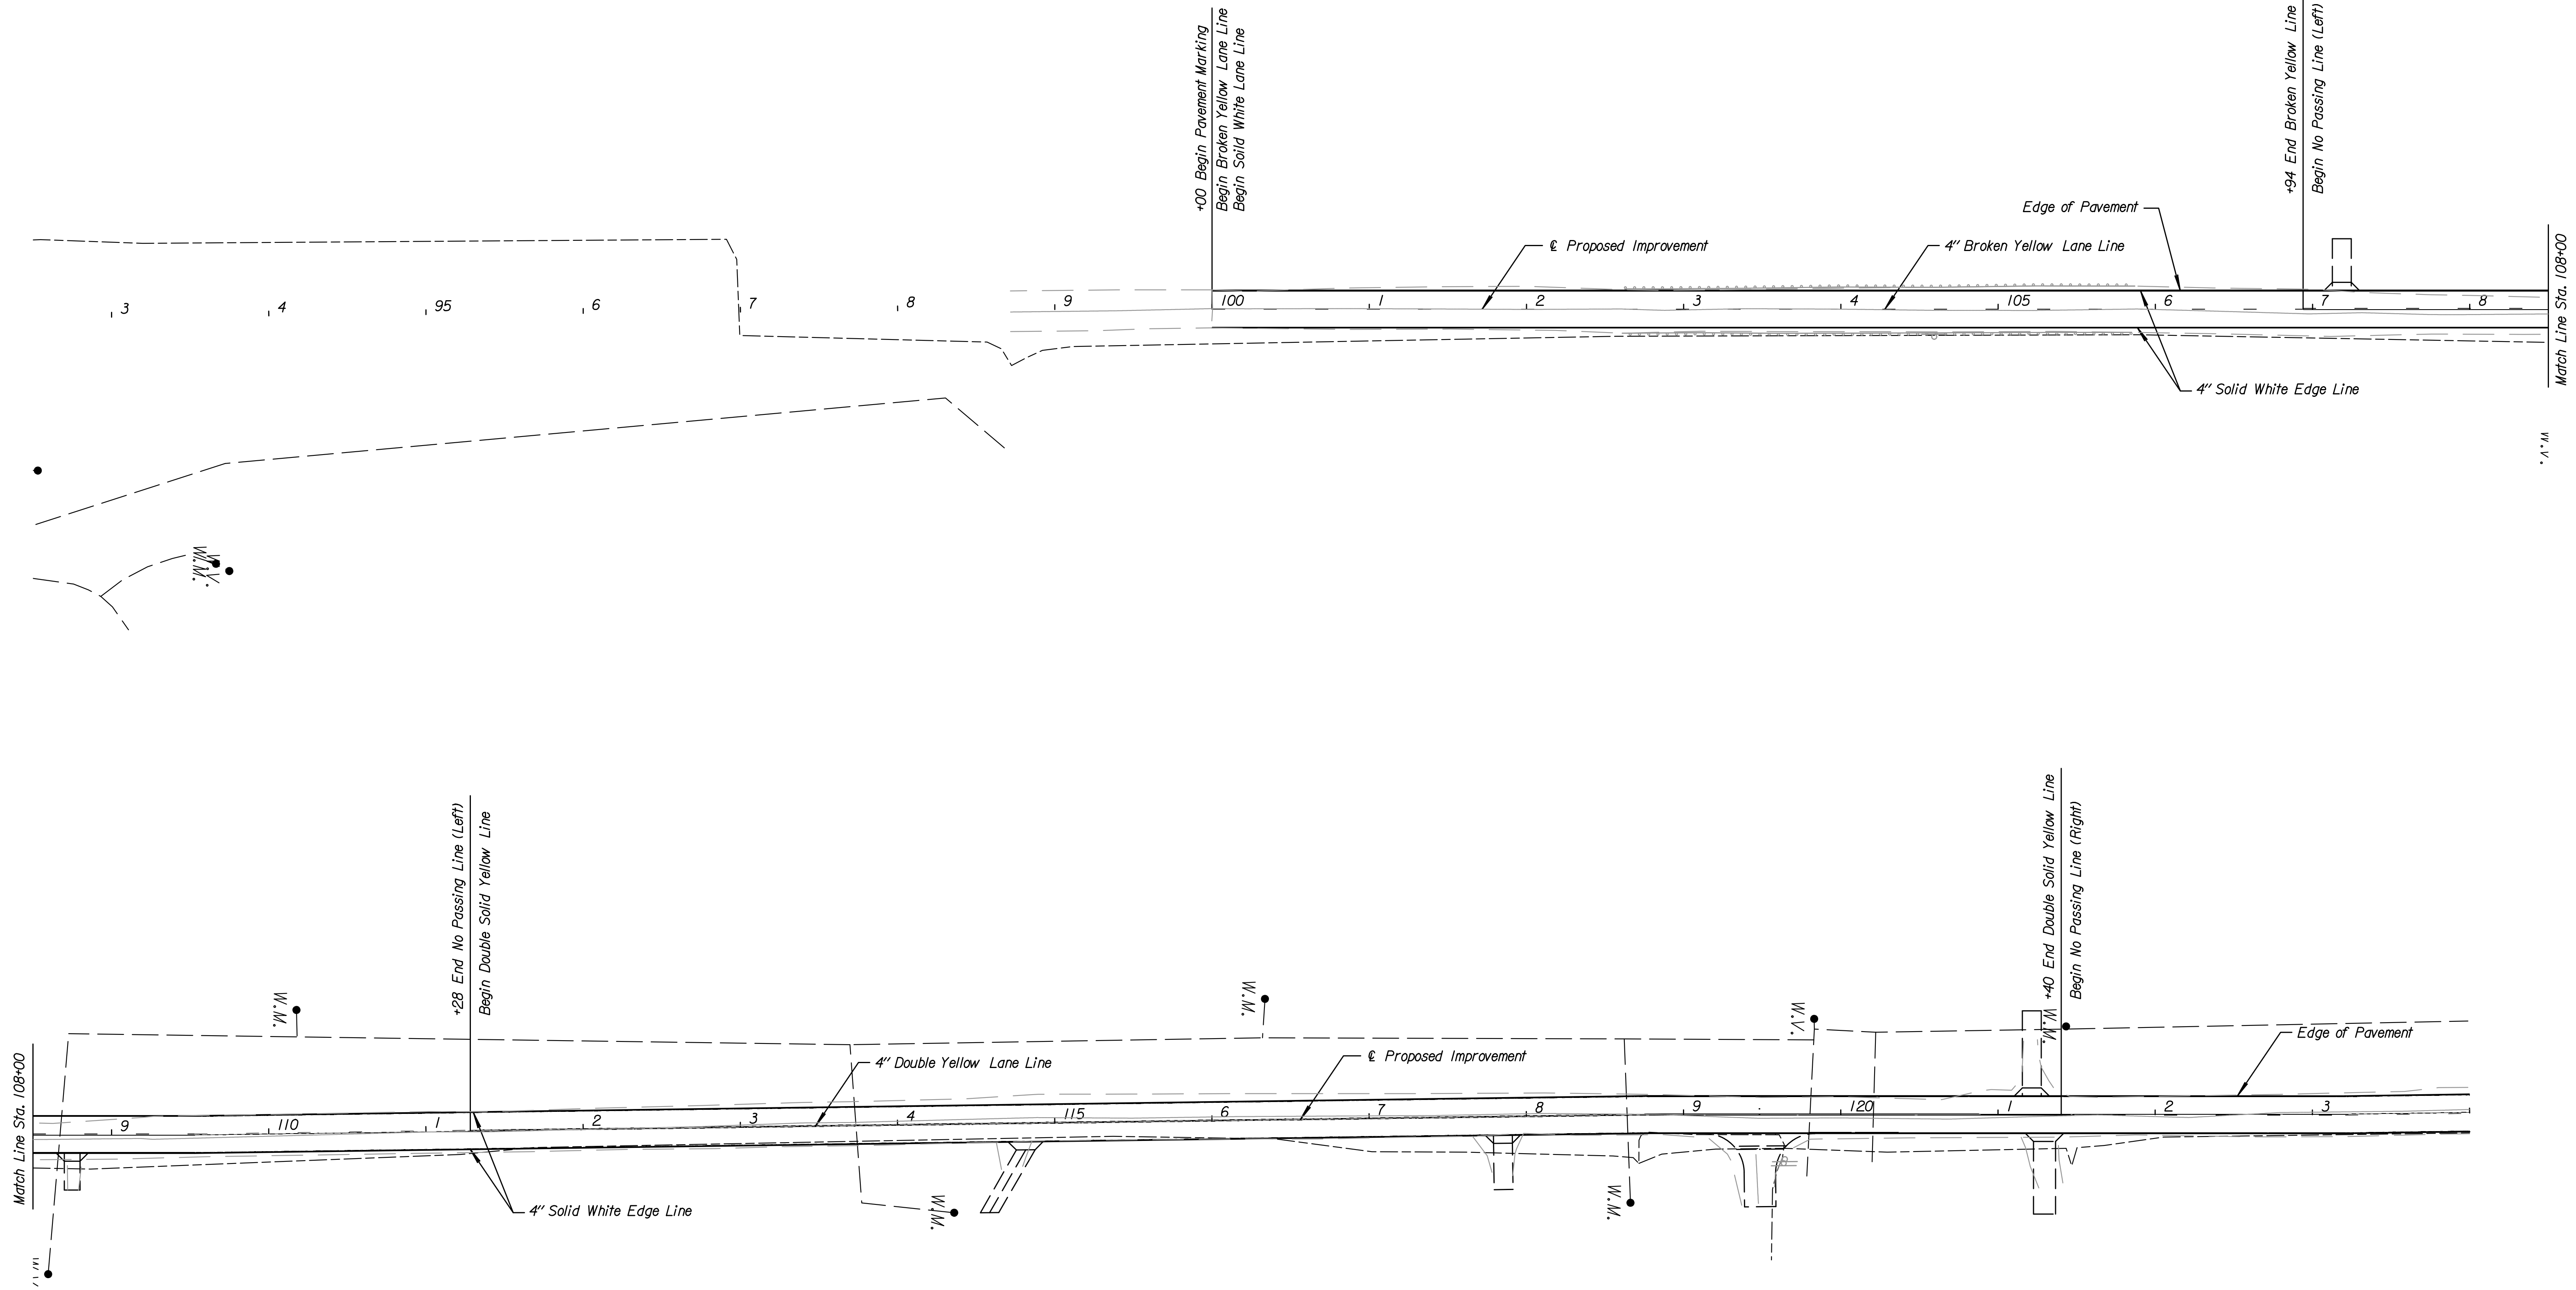 +00 Begin Pavement Marking
Begin Broken Yellow Lane Line
Begin Soild White Lane Line
+94 End Broken Yellow Line
Begin No Passing Line (Left)
Edge of Pavement
℄ Proposed Improvement
4" Broken Yellow Lane Line
3 4 95 6 7 8 9 100 1 2 3 4 105 6 7 8
Match Line Sta. 108+00
4" Solid White Edge Line
W.V.
W.M.
W.V.
+28 End No Passing Line (Left)
Begin Double Solid Yellow Line
+40 End Double Solid Yellow Line
Begin No Passing Line (Right)
W.M.
W.M.
W.V.
W.M.
Edge of Pavement
4" Double Yellow Lane Line
℄ Proposed Improvement
Match Line Sta. 108+00
9 110 1 2 3 4 115 6 7 8 9 120 1 2 3
4" Solid White Edge Line
W.M.
W.M.